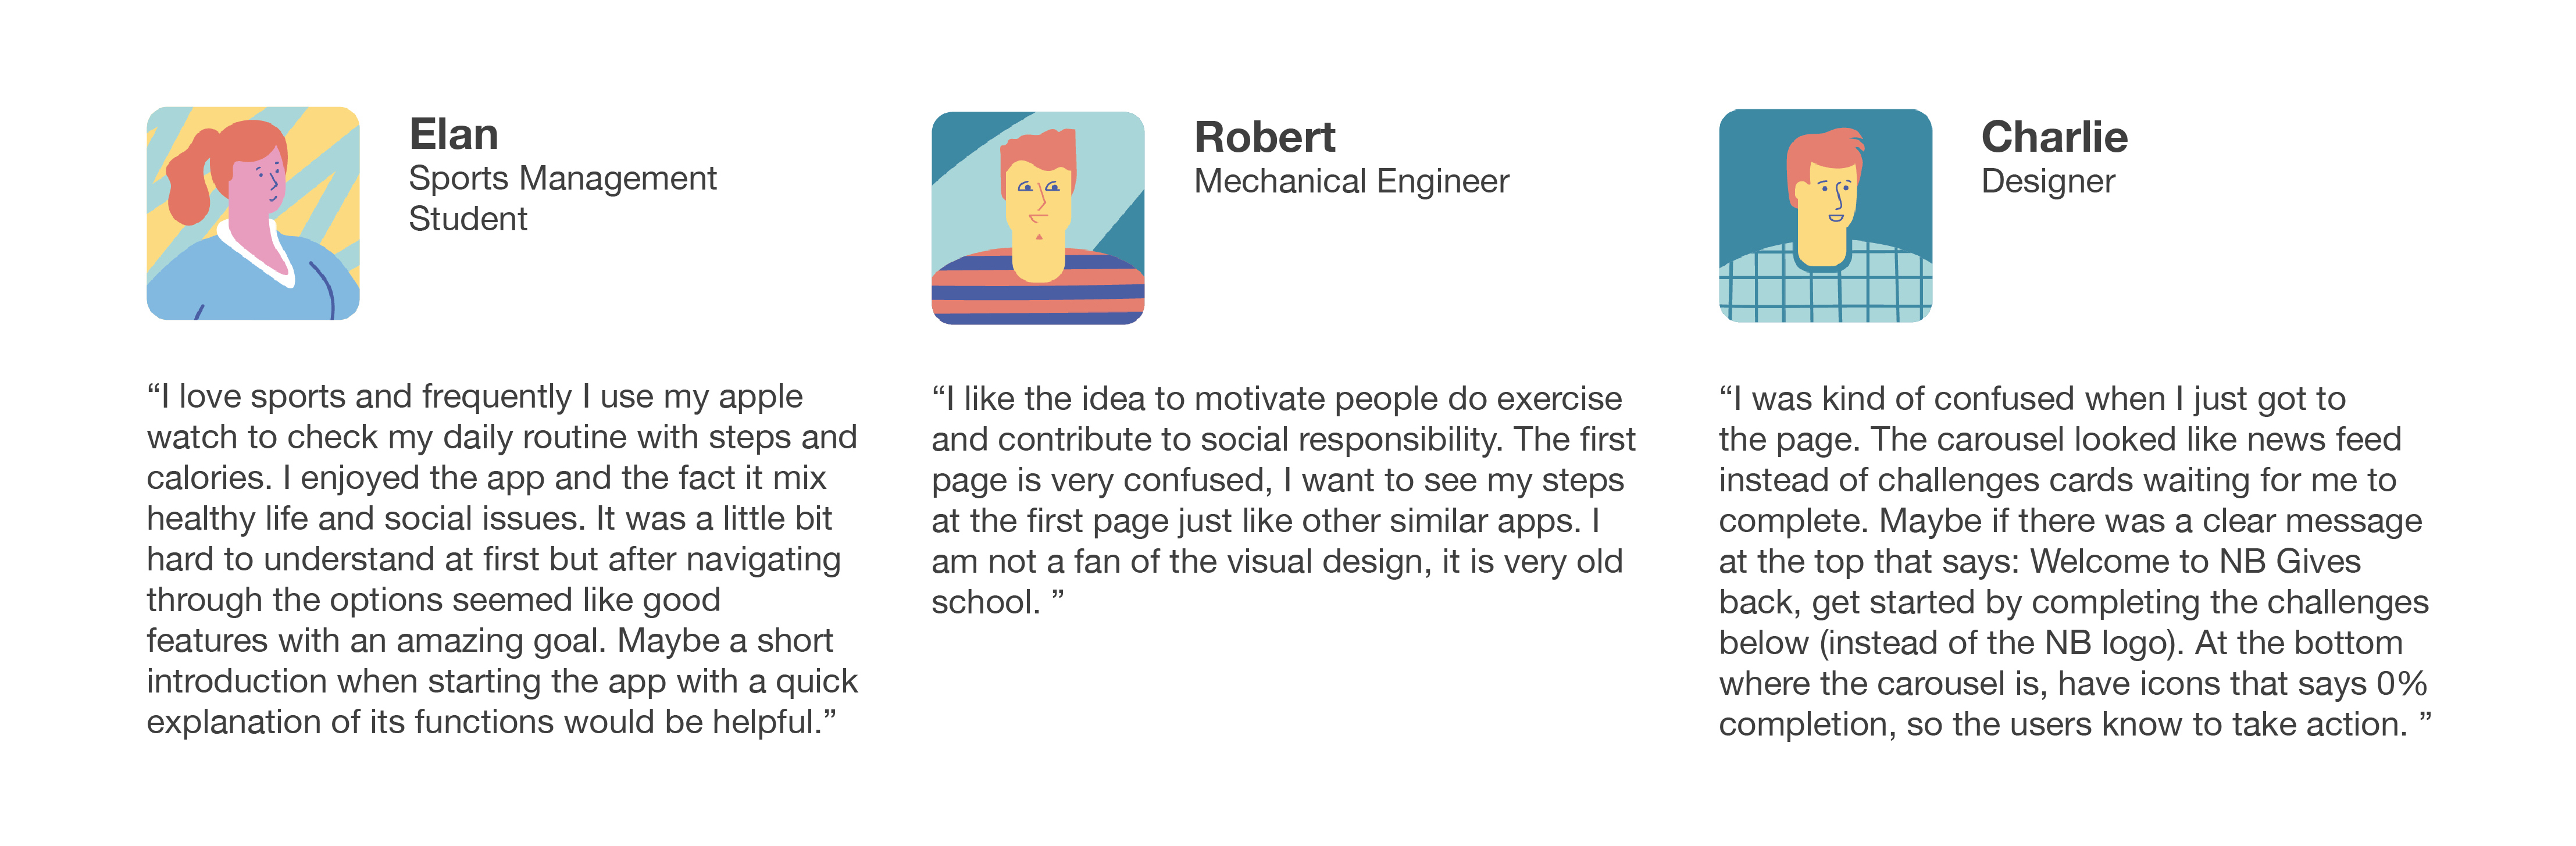 Elan
Sports Management
Student
“I love sports and frequently I use my apple
watch to check my daily routine with steps and
calories. I enjoyed the app and the fact it mix
healthy life and social issues. It was a little bit
hard to understand at first but after navigating
through the options seemed like good
features with an amazing goal. Maybe a short
introduction when starting the app with a quick
explanation of its functions would be helpful.”
Robert
Mechanical Engineer
“I like the idea to motivate people do exercise
and contribute to social responsibility. The first
page is very confused, I want to see my steps
at the first page just like other similar apps. I
am not a fan of the visual design, it is very old
school. ”
Charlie
Designer
“I was kind of confused when I just got to
the page. The carousel looked like news feed
instead of challenges cards waiting for me to
complete. Maybe if there was a clear message
at the top that says: Welcome to NB Gives
back, get started by completing the challenges
below (instead of the NB logo). At the bottom
where the carousel is, have icons that says 0%
completion, so the users know to take action. ”